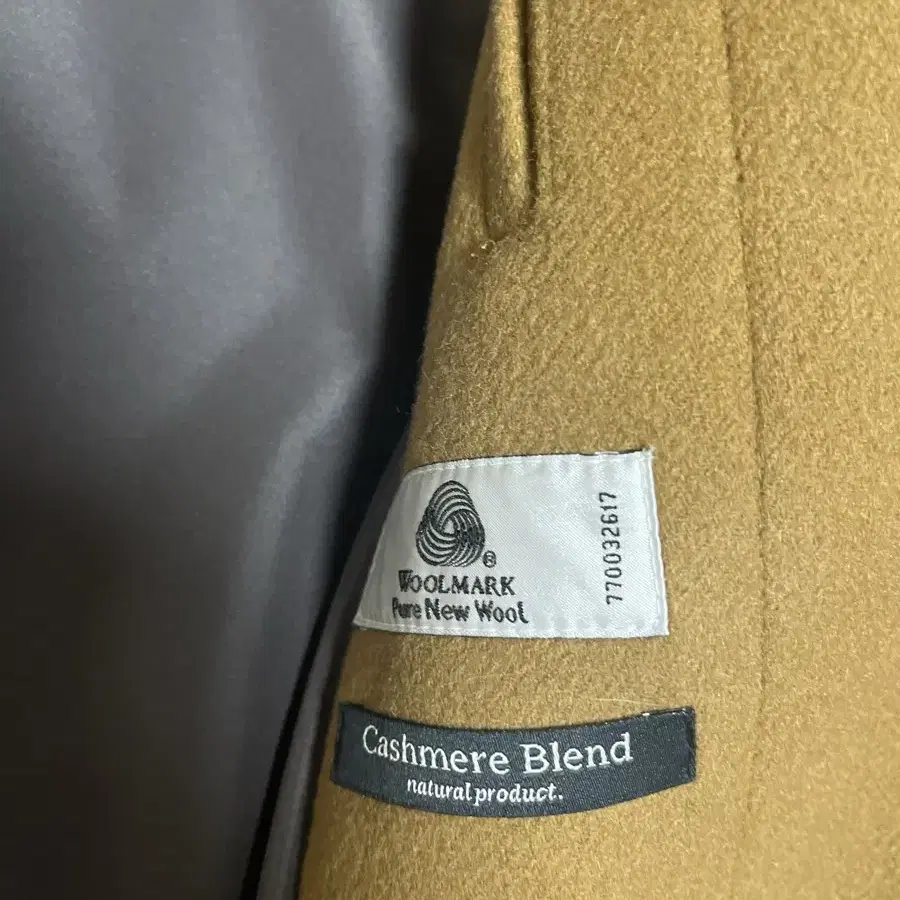 ®
WOOLMARK
Pure New Wool
770032617
Cashmere Blend
natural product.